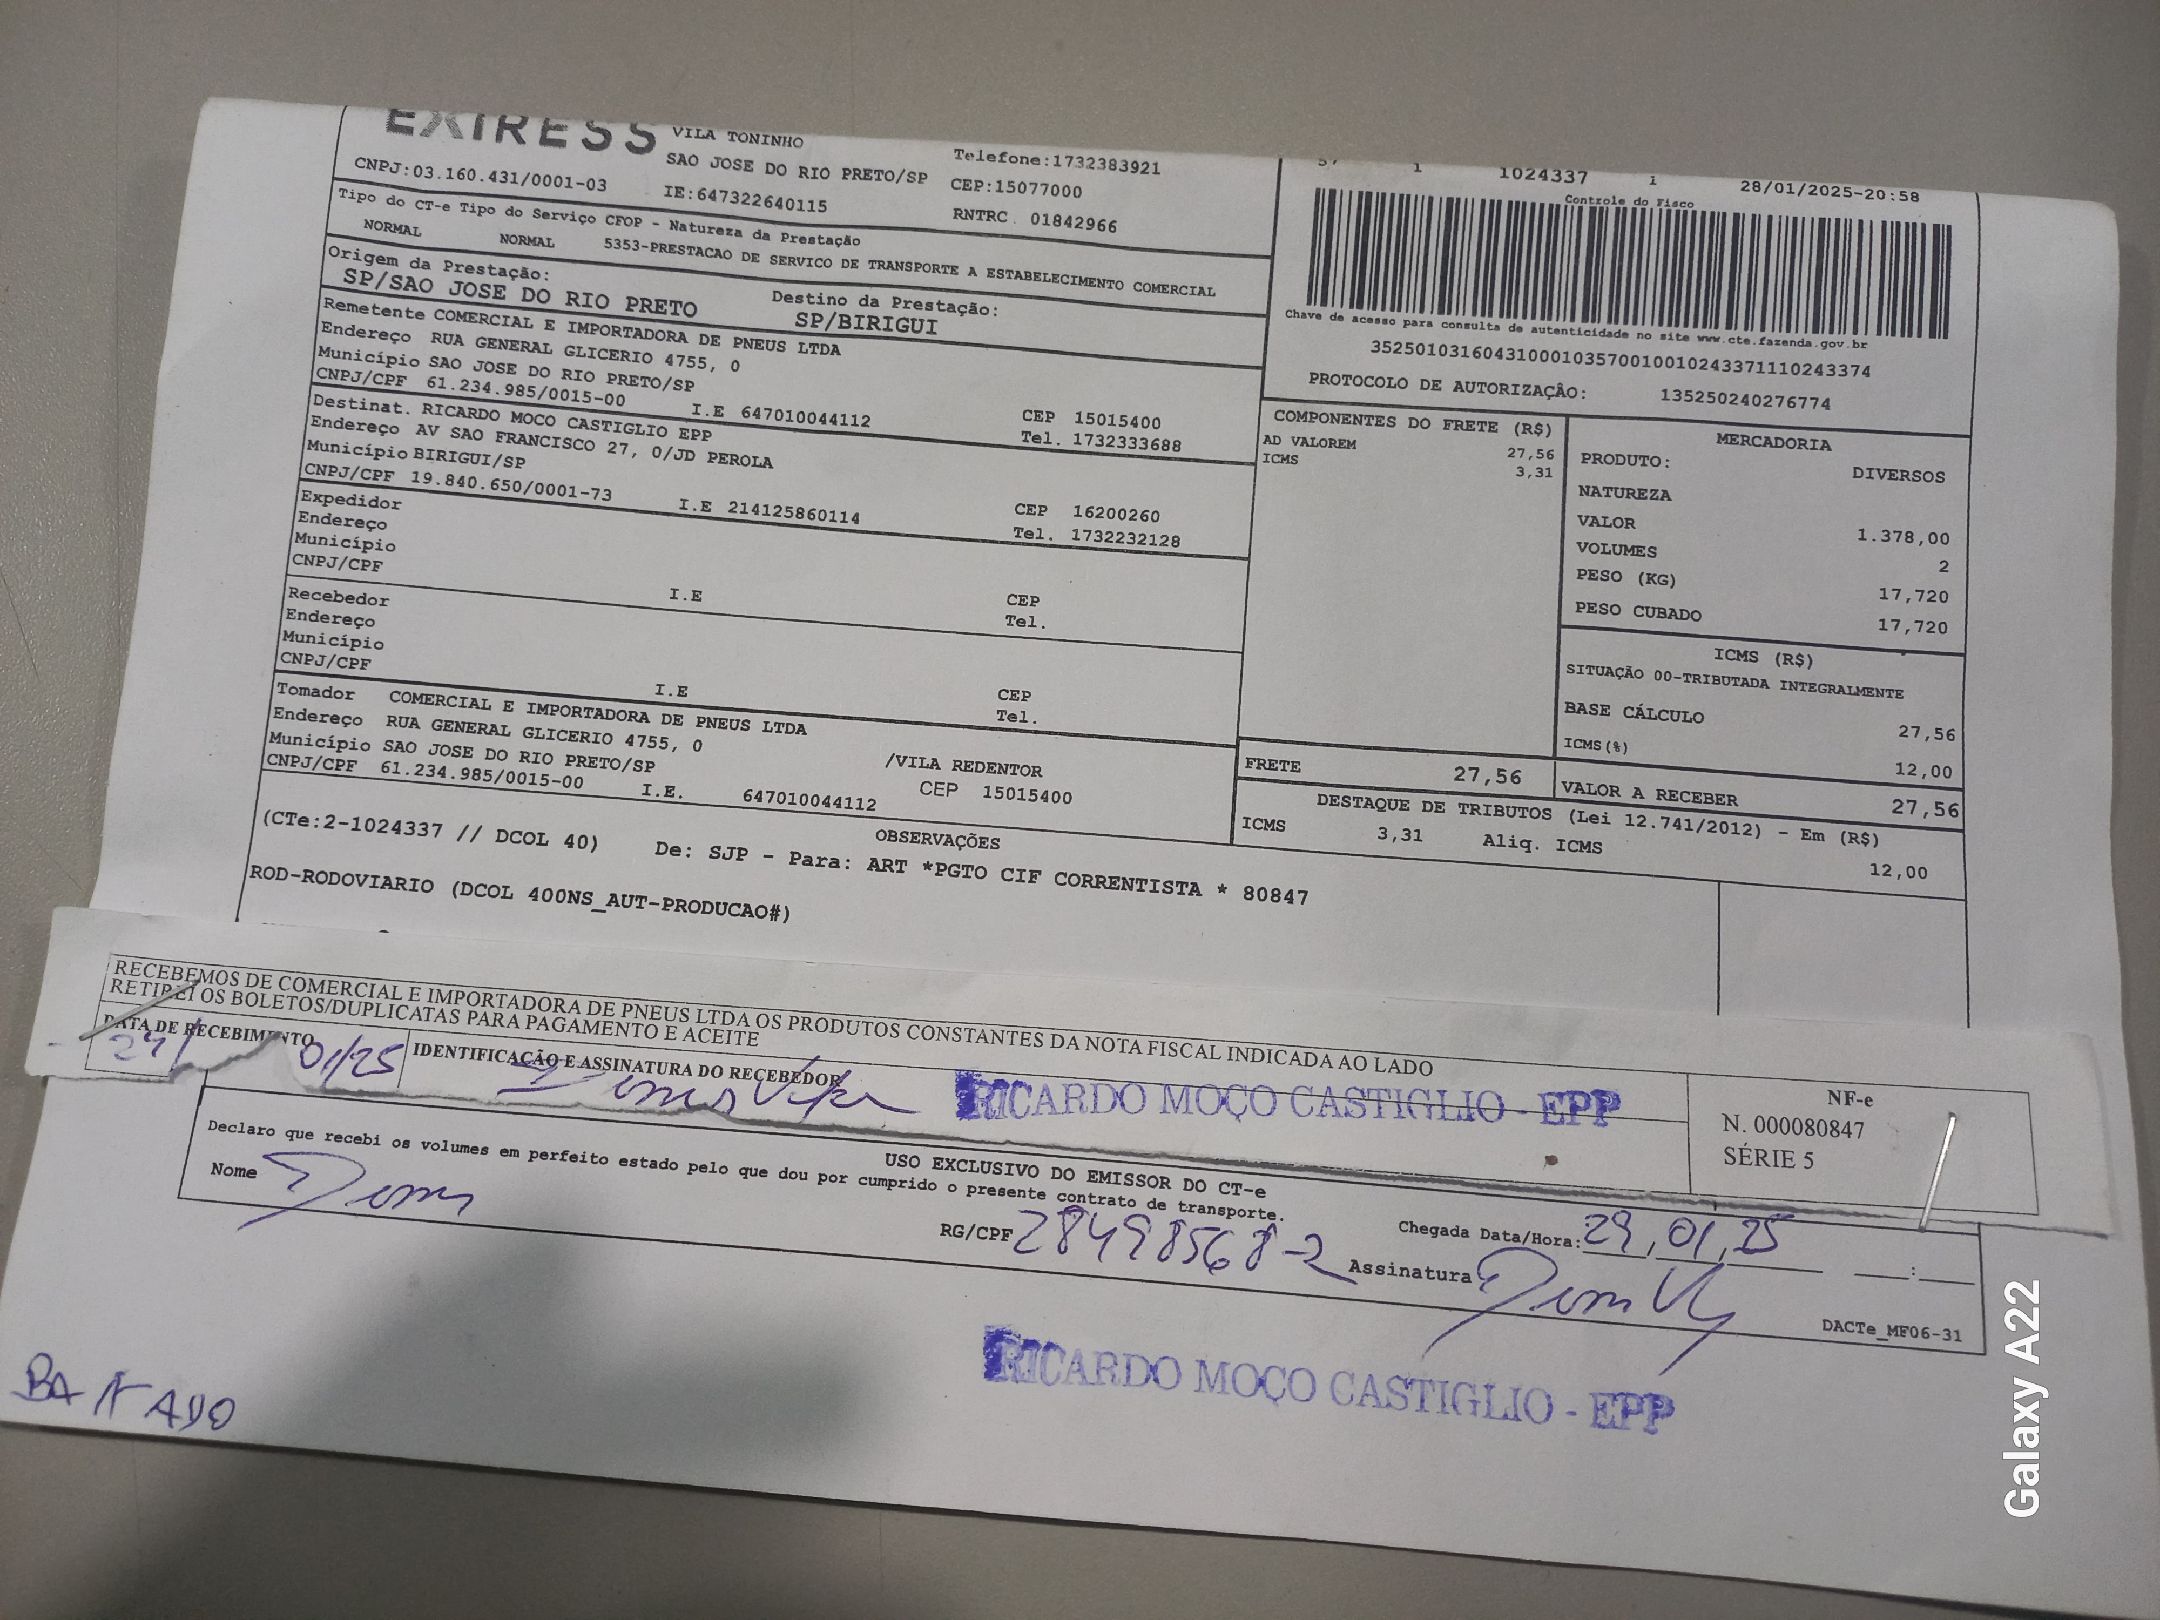 EXTRESS
VILA TONINHO
Telefone:1732383921
SAO JOSE DO RIO PRETO/SP
CEP:15077000
CNPJ:03.160.431/0001-03
IE:647322640115
RNTRC 01842966
57 1 1024337 1 28/01/2025-20:58
Controle do Fisco
Tipo do CT-e Tipo do Serviço CFOP - Natureza da Prestação
NORMAL NORMAL 5353-PRESTACAO DE SERVICO DE TRANSPORTE A ESTABELECIMENTO COMERCIAL
Origem da Prestação: Destino da Prestação:
SP/SAO JOSE DO RIO PRETO SP/BIRIGUI
Chave de acesso para consulta de autenticidade no site www.cte.fazenda.gov.br
35250103160431000103570010010243371110243374
PROTOCOLO DE AUTORIZAÇÂO: 135250240276774
Remetente COMERCIAL E IMPORTADORA DE PNEUS LTDA
Endereço RUA GENERAL GLICERIO 4755, 0
Município SAO JOSE DO RIO PRETO/SP CEP 15015400
CNPJ/CPF 61.234.985/0015-00 I.E 647010044112 Tel. 1732333688
Destinat. RICARDO MOCO CASTIGLIO EPP
Endereço AV SAO FRANCISCO 27, 0/JD PEROLA
Município BIRIGUI/SP CEP 16200260
CNPJ/CPF 19.840.650/0001-73 I.E 214125860114 Tel. 1732232128
Expedidor
Endereço
Município CEP
CNPJ/CPF I.E Tel.
Recebedor
Endereço
Município CEP
CNPJ/CPF I.E Tel.
Tomador COMERCIAL E IMPORTADORA DE PNEUS LTDA
Endereço RUA GENERAL GLICERIO 4755, 0 /VILA REDENTOR
Município SAO JOSE DO RIO PRETO/SP CEP 15015400
CNPJ/CPF 61.234.985/0015-00 I.E. 647010044112
COMPONENTES DO FRETE (R$)
AD VALOREM 27,56
ICMS 3,31
MERCADORIA
PRODUTO: DIVERSOS
NATUREZA
VALOR 1.378,00
VOLUMES 2
PESO (KG) 17,720
PESO CUBADO 17,720
ICMS (R$)
SITUAÇÃO 00-TRIBUTADA INTEGRALMENTE
BASE CÁLCULO 27,56
ICMS(%) 12,00
FRETE 27,56 VALOR A RECEBER 27,56
DESTAQUE DE TRIBUTOS (Lei 12.741/2012) - Em (R$)
ICMS 3,31 Aliq. ICMS 12,00
OBSERVAÇÕES
(CTe:2-1024337 // DCOL 40) De: SJP - Para: ART *PGTO CIF CORRENTISTA * 80847
ROD-RODOVIARIO (DCOL 400NS_AUT-PRODUCAO#)
RECEBEMOS DE COMERCIAL E IMPORTADORA DE PNEUS LTDA OS PRODUTOS CONSTANTES DA NOTA FISCAL INDICADA AO LADO
RETIREI OS BOLETOS/DUPLICATAS PARA PAGAMENTO E ACEITE
DATA DE RECEBIMENTO IDENTIFICAÇÃO E ASSINATURA DO RECEBEDOR
01/25
RICARDO MOÇO CASTIGLIO - EPP
NF-e
N. 000080847
SÉRIE 5
USO EXCLUSIVO DO EMISSOR DO CT-e
Declaro que recebi os volumes em perfeito estado pelo que dou por cumprido o presente contrato de transporte.
Nome
RG/CPF 28498568-2
Chegada Data/Hora: 29,01,25 :
Assinatura
DACTe_MF06-31
RICARDO MOÇO CASTIGLIO - EPP
Galaxy A22